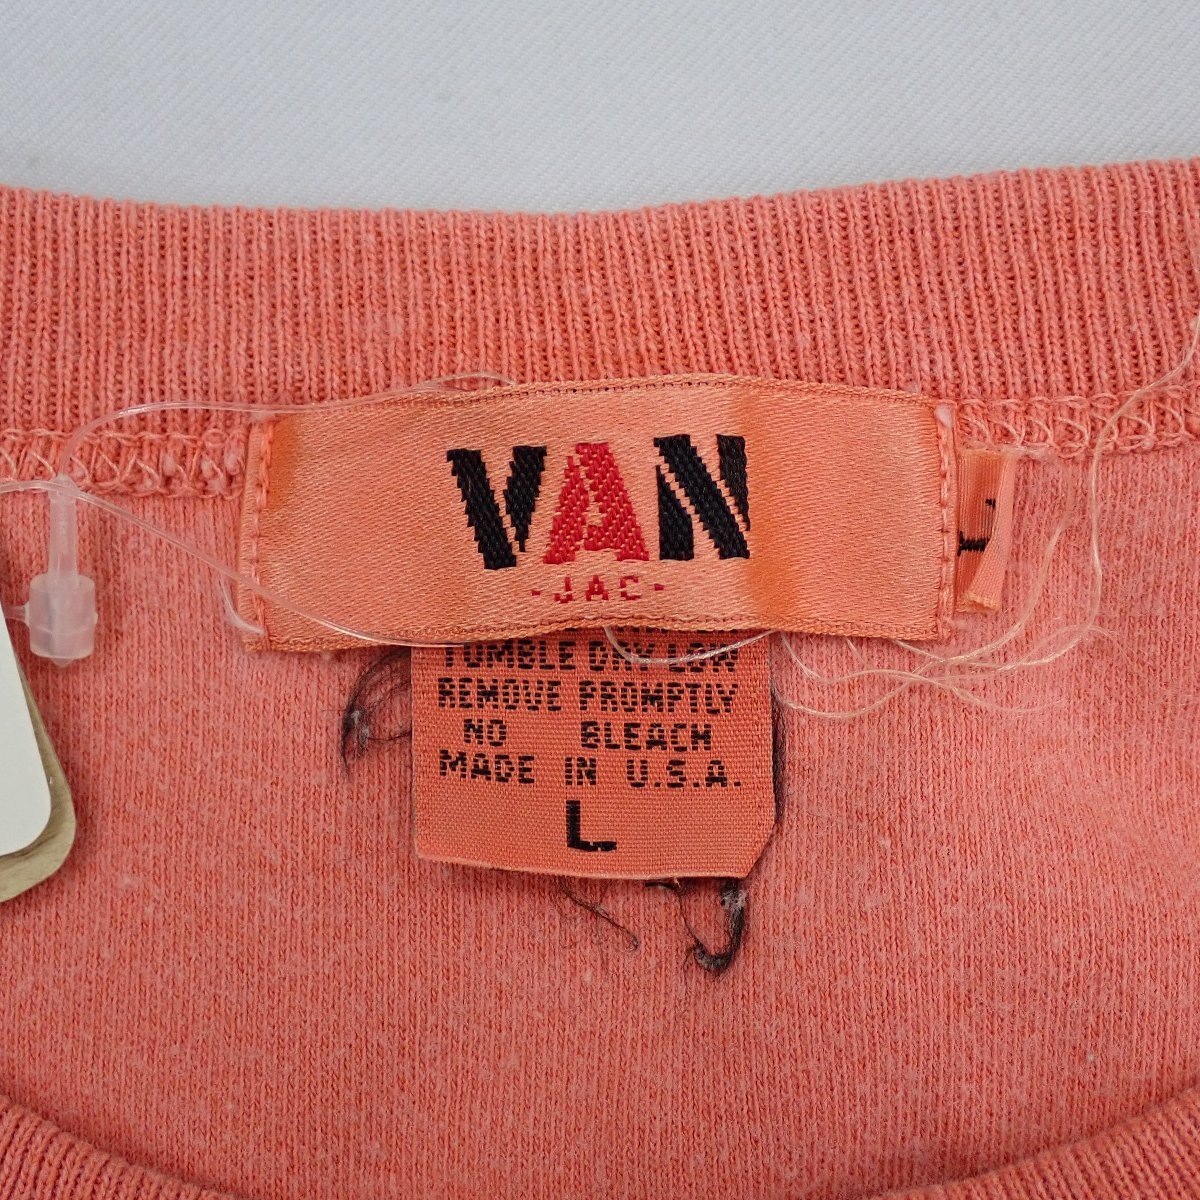 VAN
-JAC-
L
TUMBLE DRY LOW
REMOVE PROMPTLY
NO BLEACH
MADE IN U.S.A.
L